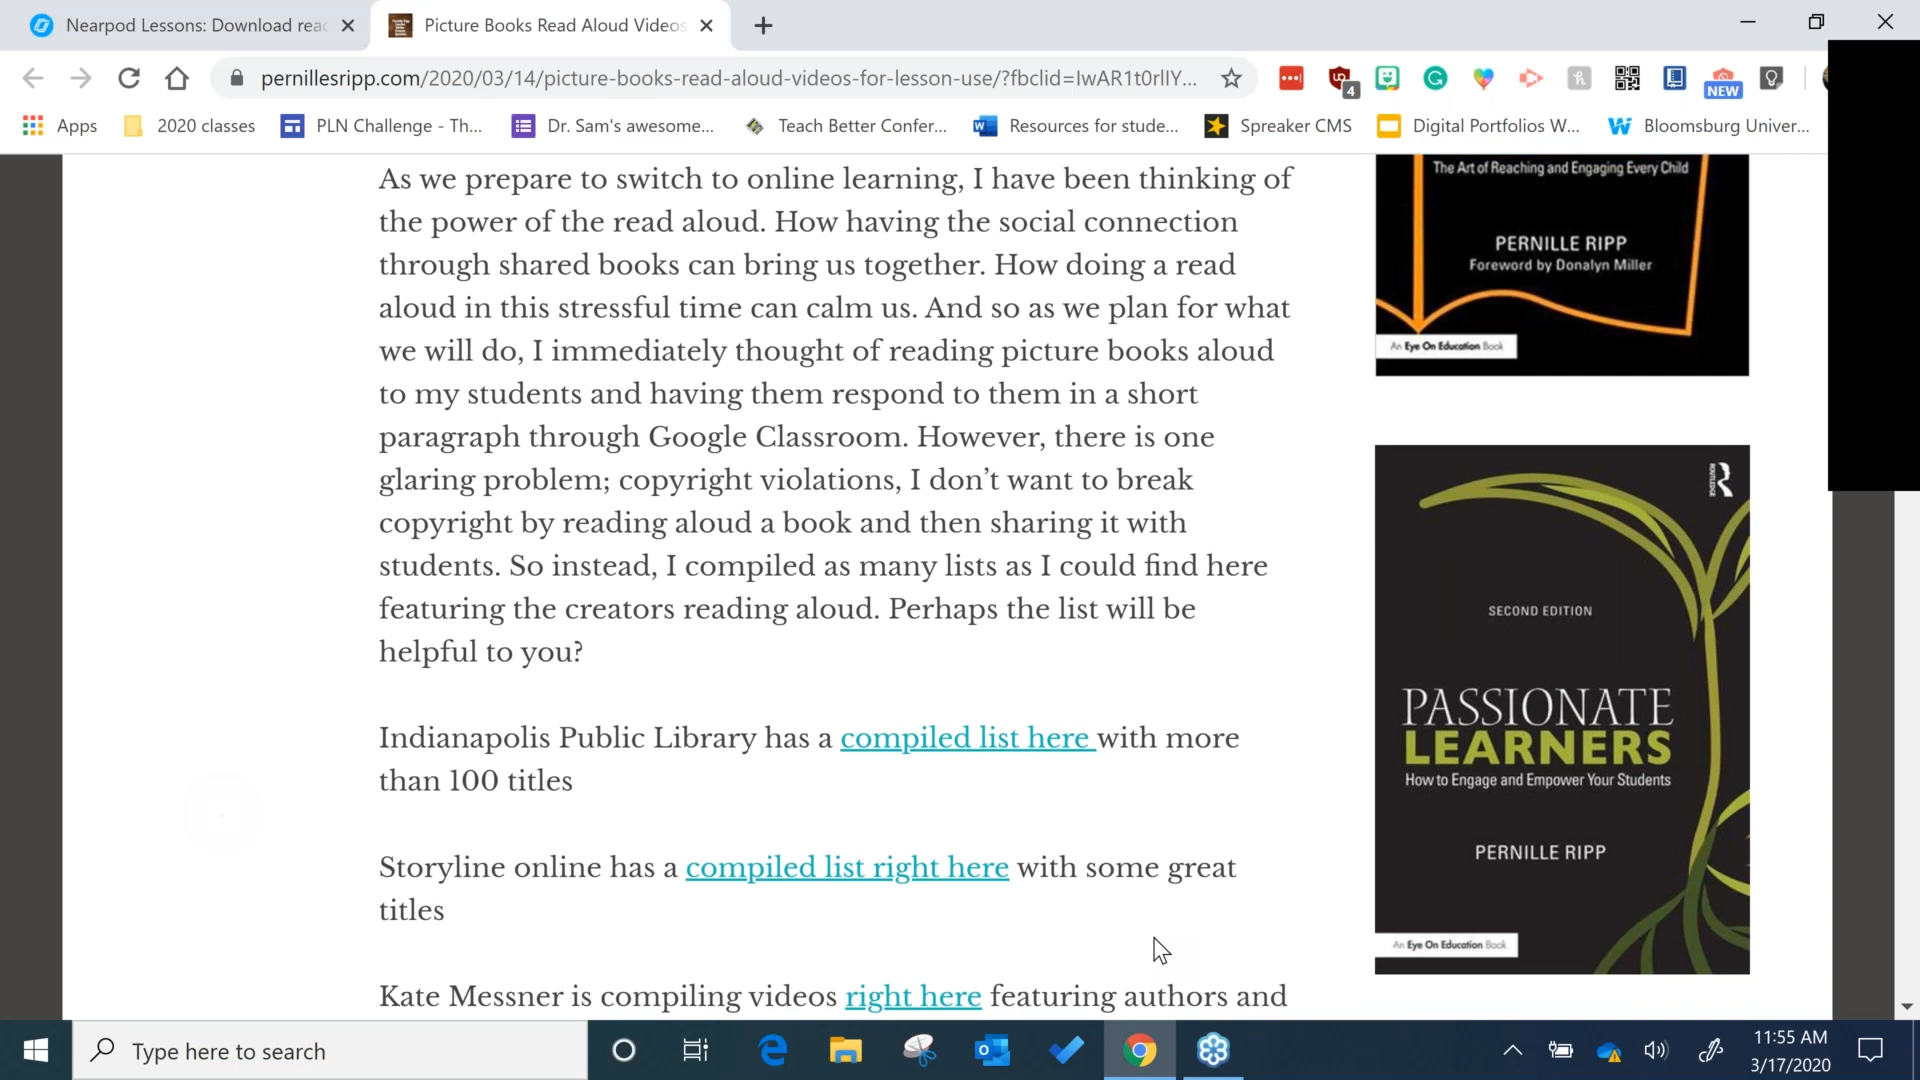 Nearpod Lessons: Download rea
Picture Books Read Aloud Videos
pernillesripp.com/2020/03/14/picture-books-read-aloud-videos-for-lesson-use/?fbclid=IwAR1t0rlIY...
4
NEW
Apps
2020 classes
PLN Challenge - Th...
Dr. Sam's awesome...
Teach Better Confer...
Resources for stude...
Spreaker CMS
Digital Portfolios W...
Bloomsburg Univer...
As we prepare to switch to online learning, I have been thinking of
the power of the read aloud. How having the social connection
through shared books can bring us together. How doing a read
aloud in this stressful time can calm us. And so as we plan for what
we will do, I immediately thought of reading picture books aloud
to my students and having them respond to them in a short
paragraph through Google Classroom. However, there is one
glaring problem; copyright violations, I don’t want to break
copyright by reading aloud a book and then sharing it with
students. So instead, I compiled as many lists as I could find here
featuring the creators reading aloud. Perhaps the list will be
helpful to you?
Indianapolis Public Library has a compiled list here with more
than 100 titles
Storyline online has a compiled list right here with some great
titles
Kate Messner is compiling videos right here featuring authors and
The Art of Reaching and Engaging Every Child
PERNILLE RIPP
Foreword by Donalyn Miller
An Eye On Education Book
ROUTLEDGE
SECOND EDITION
PASSIONATE
LEARNERS
How to Engage and Empower Your Students
PERNILLE RIPP
An Eye On Education Book
Type here to search
11:55 AM
3/17/2020